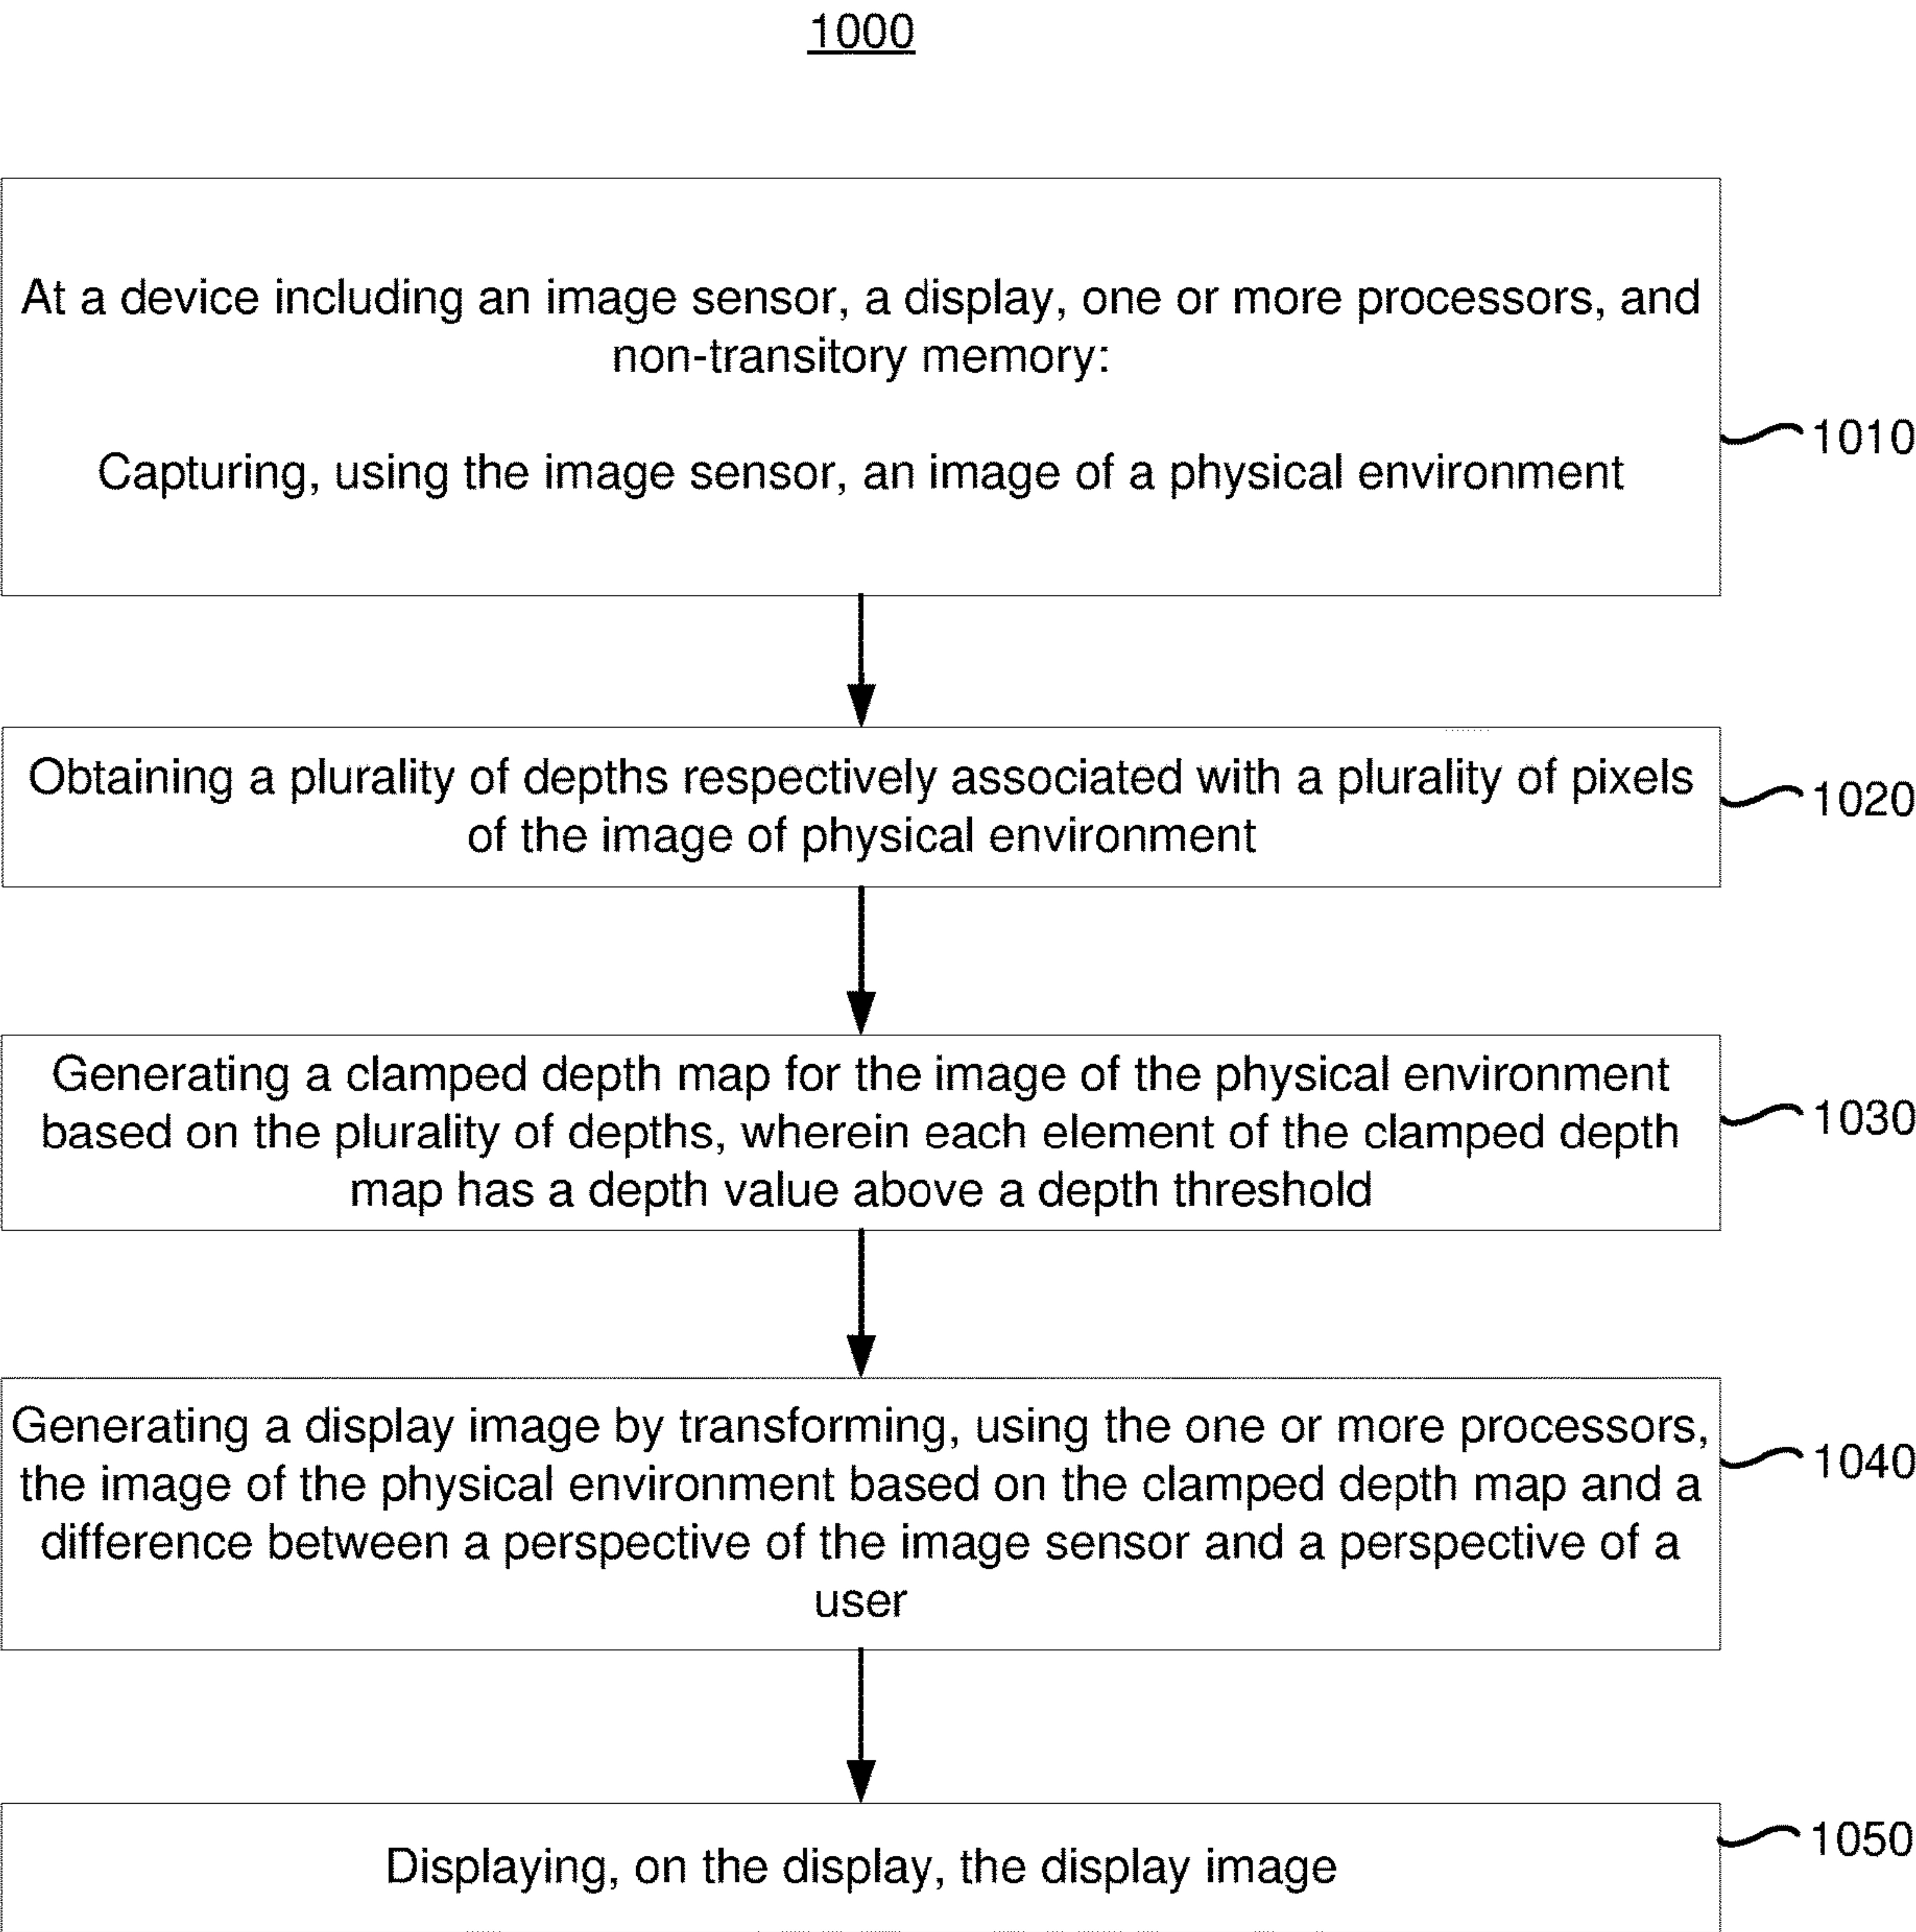 1000
At a device including an image sensor, a display, one or more processors, and
non-transitory memory:
Capturing, using the image sensor, an image of a physical environment
1010
Obtaining a plurality of depths respectively associated with a plurality of pixels
of the image of physical environment
1020
Generating a clamped depth map for the image of the physical environment
based on the plurality of depths, wherein each element of the clamped depth
map has a depth value above a depth threshold
1030
Generating a display image by transforming, using the one or more processors,
the image of the physical environment based on the clamped depth map and a
difference between a perspective of the image sensor and a perspective of a
user
1040
Displaying, on the display, the display image
1050